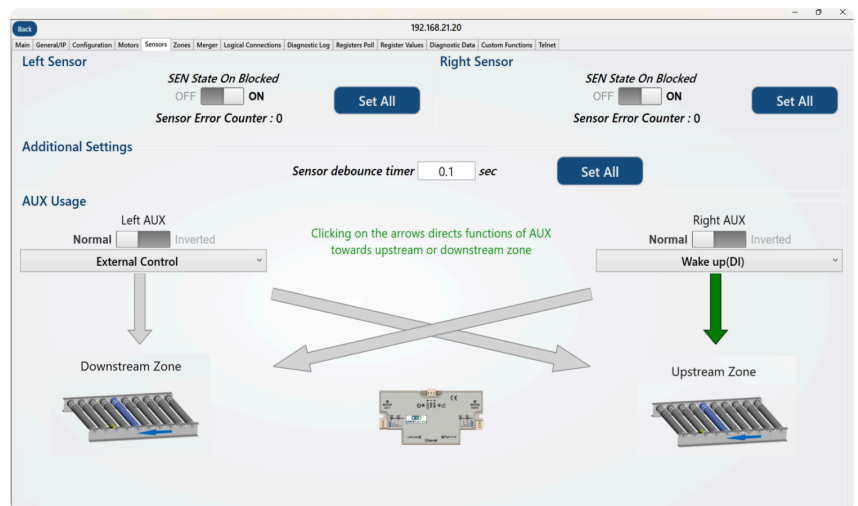 192.168.21.20
Back
Main General/IP Configuration Motors Sensors Zones Merger Logical Connections Diagnostic Log Registers Poll Register Values Diagnostic Data Custom Functions Telnet
Left Sensor
SEN State On Blocked
OFF ON
Set All
Sensor Error Counter : 0
Right Sensor
SEN State On Blocked
OFF ON
Set All
Sensor Error Counter : 0
Additional Settings
Sensor debounce timer 0.1 sec Set All
AUX Usage
Left AUX
Normal Inverted
External Control
Clicking on the arrows directs functions of AUX
towards upstream or downstream zone
Right AUX
Normal Inverted
Wake up(DI)
Downstream Zone
Upstream Zone
CE
Ethernet